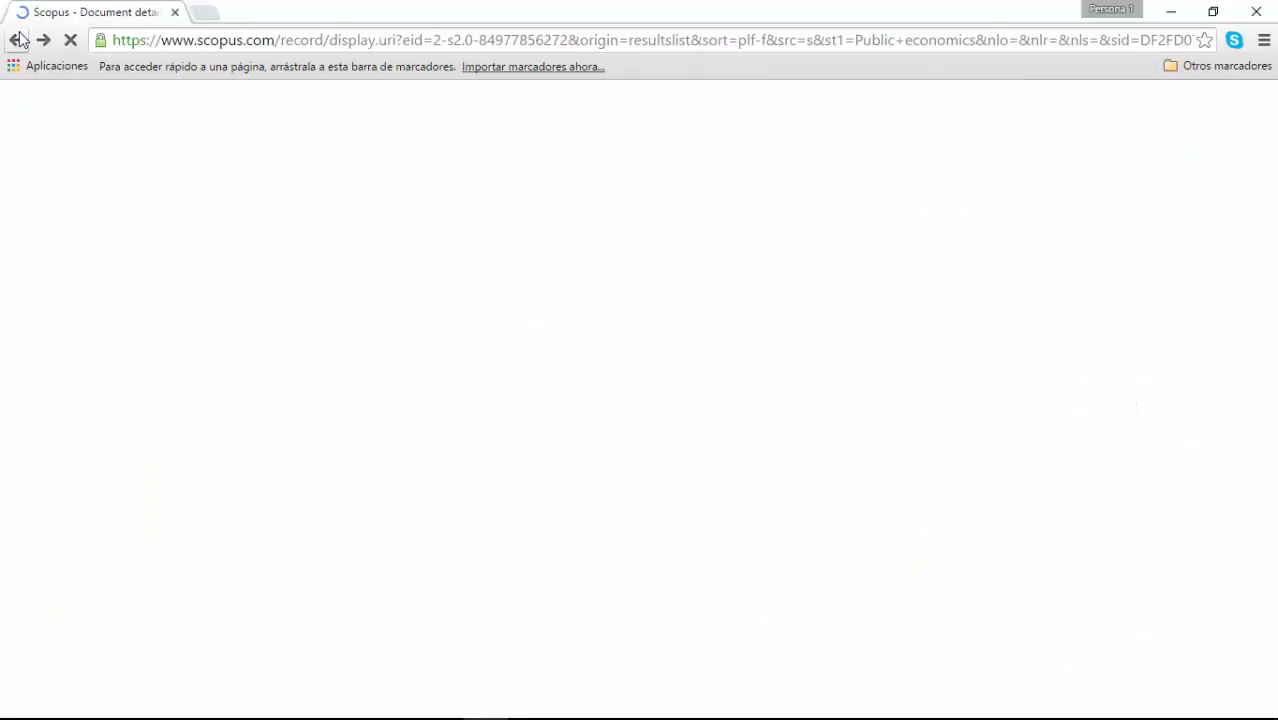 Scopus - Document detai
Persona 1
https://www.scopus.com/record/display.uri?eid=2-s2.0-84977856272&origin=resultslist&sort=plf-f&src=s&st1=Public+economics&nlo=&nlr=&nls=&sid=DF2FD0
Aplicaciones
Para acceder rápido a una página, arrástrala a esta barra de marcadores.
Importar marcadores ahora...
Otros marcadores